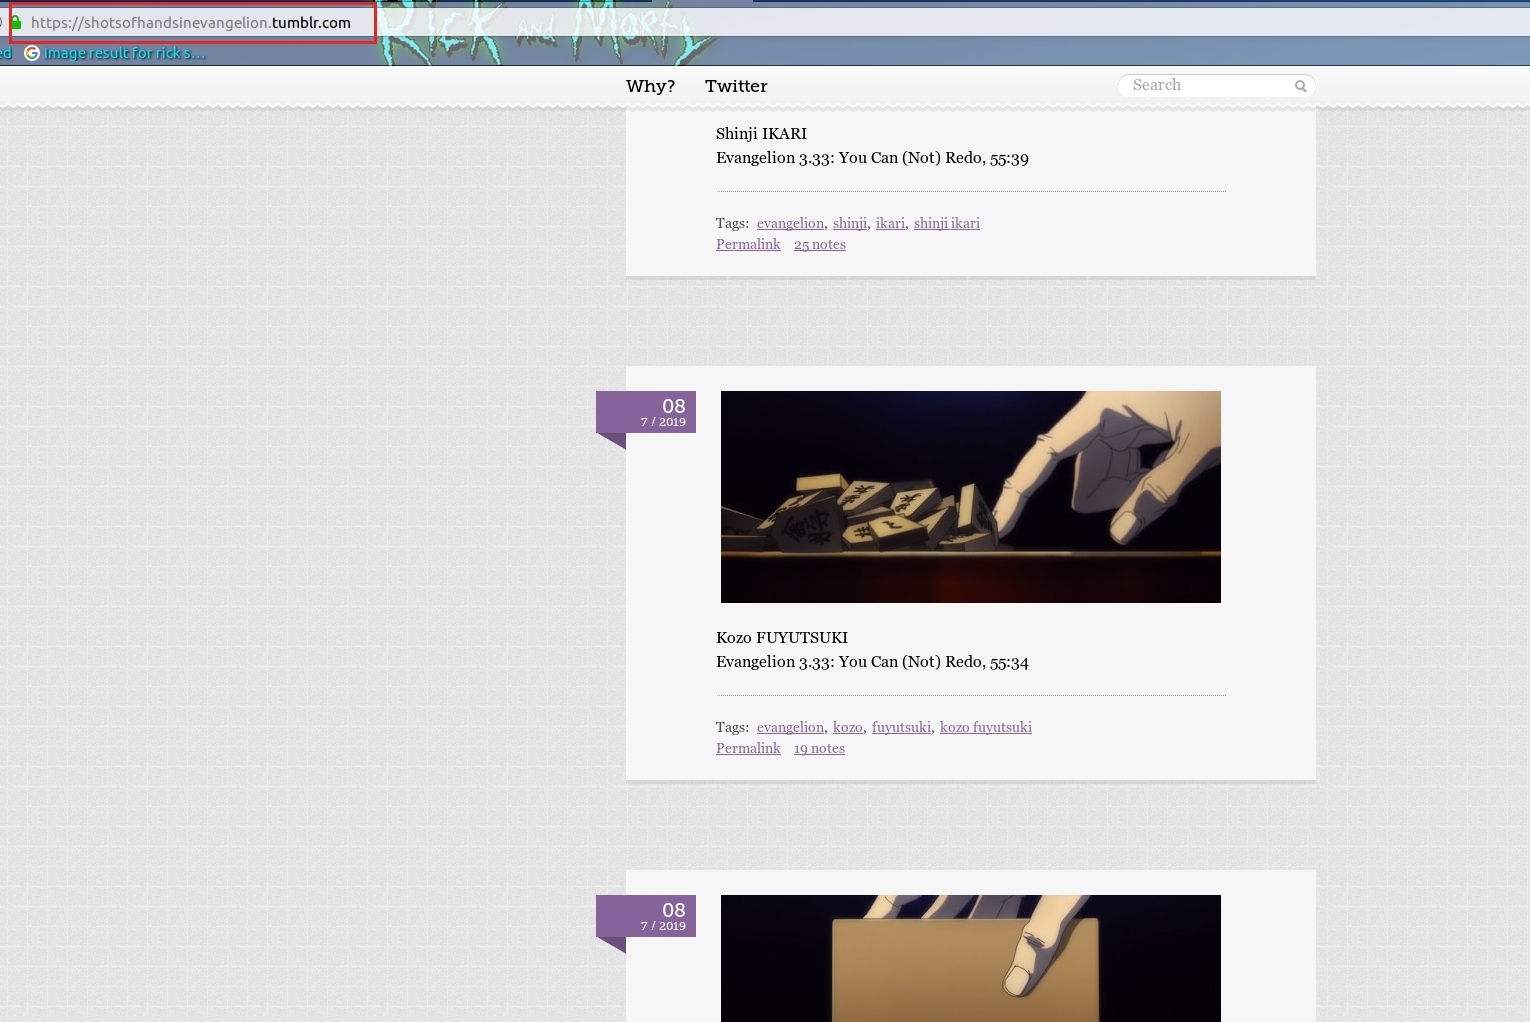 https://shotsofhandsinevangelion.tumblr.com
Rick AND Morty
ed Image result for rick s...
Why? Twitter Search
Shinji IKARI
Evangelion 3.33: You Can (Not) Redo, 55:39
Tags: evangelion, shinji, ikari, shinji ikari
Permalink 25 notes
08
7 / 2019
Kozo FUYUTSUKI
Evangelion 3.33: You Can (Not) Redo, 55:34
Tags: evangelion, kozo, fuyutsuki, kozo fuyutsuki
Permalink 19 notes
08
7 / 2019